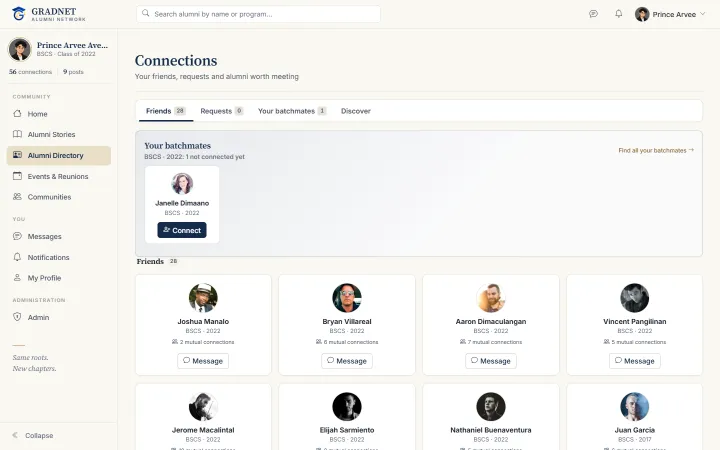 GRADNET
ALUMNI NETWORK
Search alumni by name or program...
Prince Arvee
Prince Arvee Ave...
BSCS · Class of 2022
56 connections
9 posts
COMMUNITY
Home
Alumni Stories
Alumni Directory
Events & Reunions
Communities
YOU
Messages
Notifications
My Profile
ADMINISTRATION
Admin
Same roots.
New chapters.
Collapse
Connections
Your friends, requests and alumni worth meeting
Friends 28
Requests 0
Your batchmates 1
Discover
Your batchmates
BSCS · 2022: 1 not connected yet
Find all your batchmates →
Janelle Dimaano
BSCS · 2022
Connect
Friends 28
Joshua Manalo
BSCS · 2022
2 mutual connections
Message
Bryan Villareal
BSCS · 2022
6 mutual connections
Message
Aaron Dimaculangan
BSCS · 2022
7 mutual connections
Message
Vincent Pangilinan
BSCS · 2022
5 mutual connections
Message
Jerome Macalintal
BSCS · 2022
Elijah Sarmiento
BSCS · 2022
Nathaniel Buenaventura
BSCS · 2022
Juan Garcia
BSCS · 2017